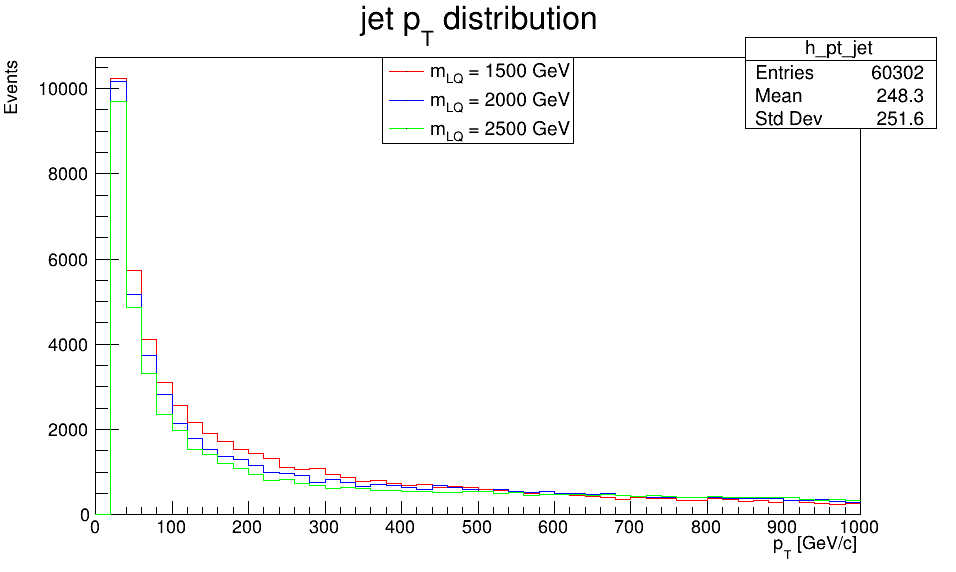 jet p_T distribution
h_pt_jet
Entries 60302
Mean 248.3
Std Dev 251.6
m_LQ = 1500 GeV
m_LQ = 2000 GeV
m_LQ = 2500 GeV
Events
10000
8000
6000
4000
2000
0
0 100 200 300 400 500 600 700 800 900 1000
p_T [GeV/c]